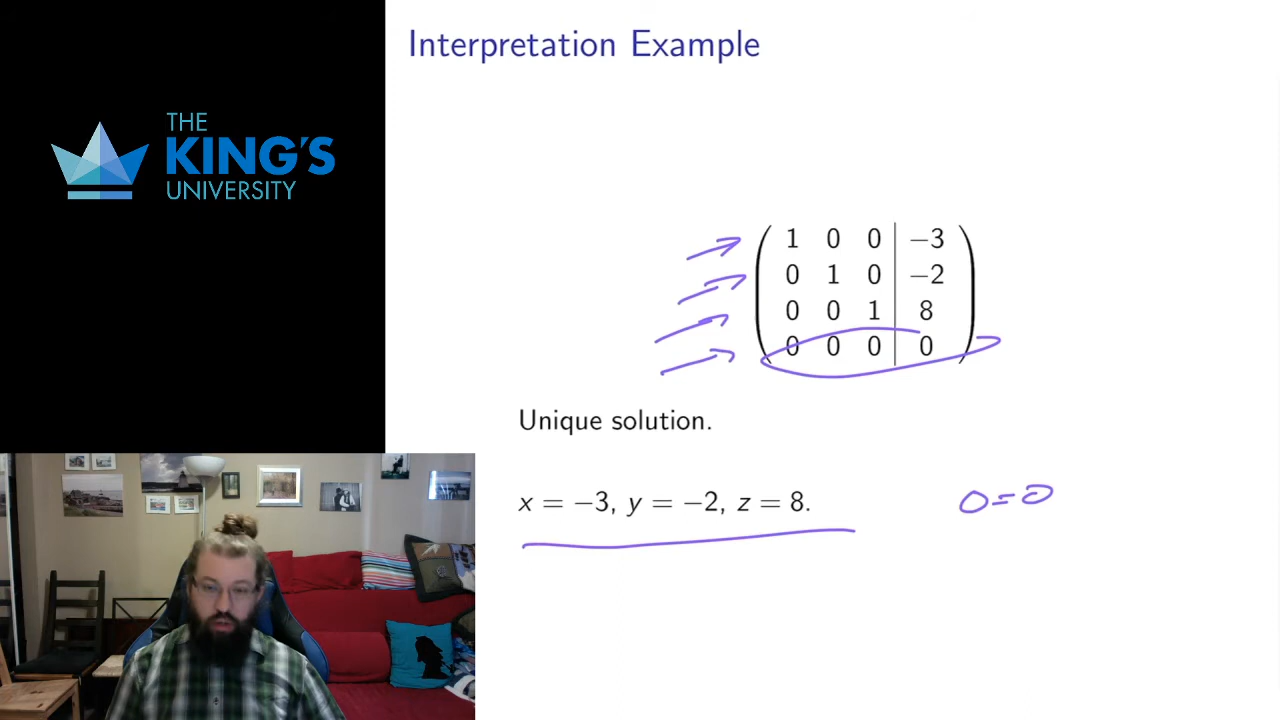 THE
KING'S
UNIVERSITY
Interpretation Example
1 0 0 | −3
0 1 0 | −2
0 0 1 | 8
0 0 0 | 0
Unique solution.
x = −3, y = −2, z = 8.
0=0